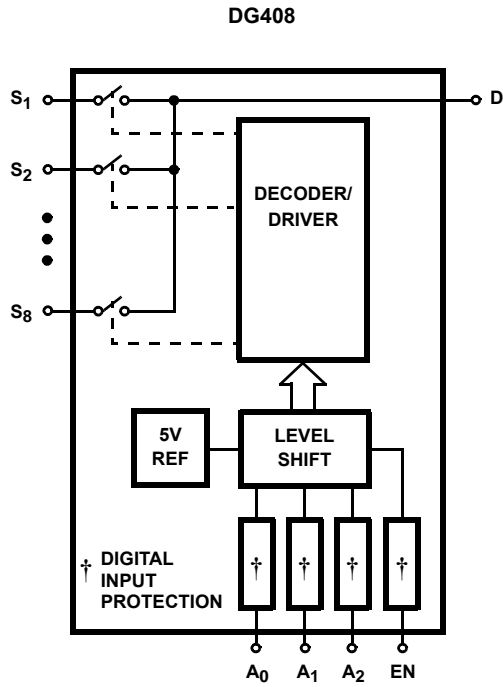 DG408
S1
D
S2
DECODER/
DRIVER
S8
5V
REF
LEVEL
SHIFT
† † † †
† DIGITAL
INPUT
PROTECTION
A0 A1 A2 EN